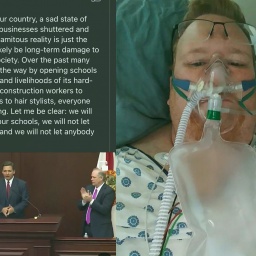 ur country, a sad state of
businesses shuttered and
amitous reality is just the
kely be long-term damage to
ciety. Over the past many
the way by opening schools
and livelihoods of its hard-
construction workers to
s to hair stylists, everyone
ng. Let me be clear: we will
ur schools, we will not let
and we will not let anybody